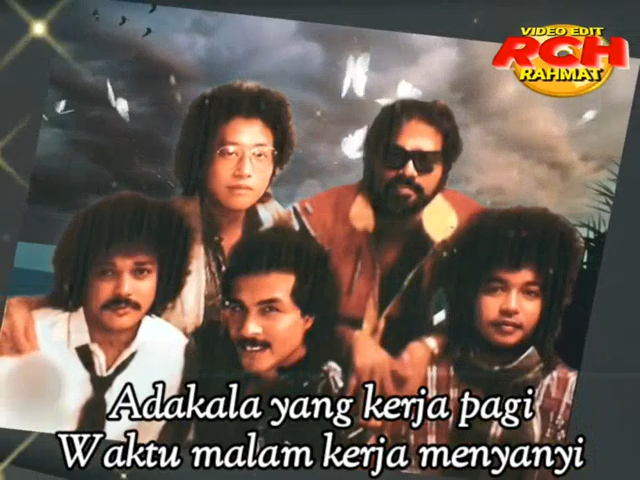 VIDEO EDIT
RCH
RAHMAT
Adakala yang kerja pagi
Waktu malam kerja menyanyi